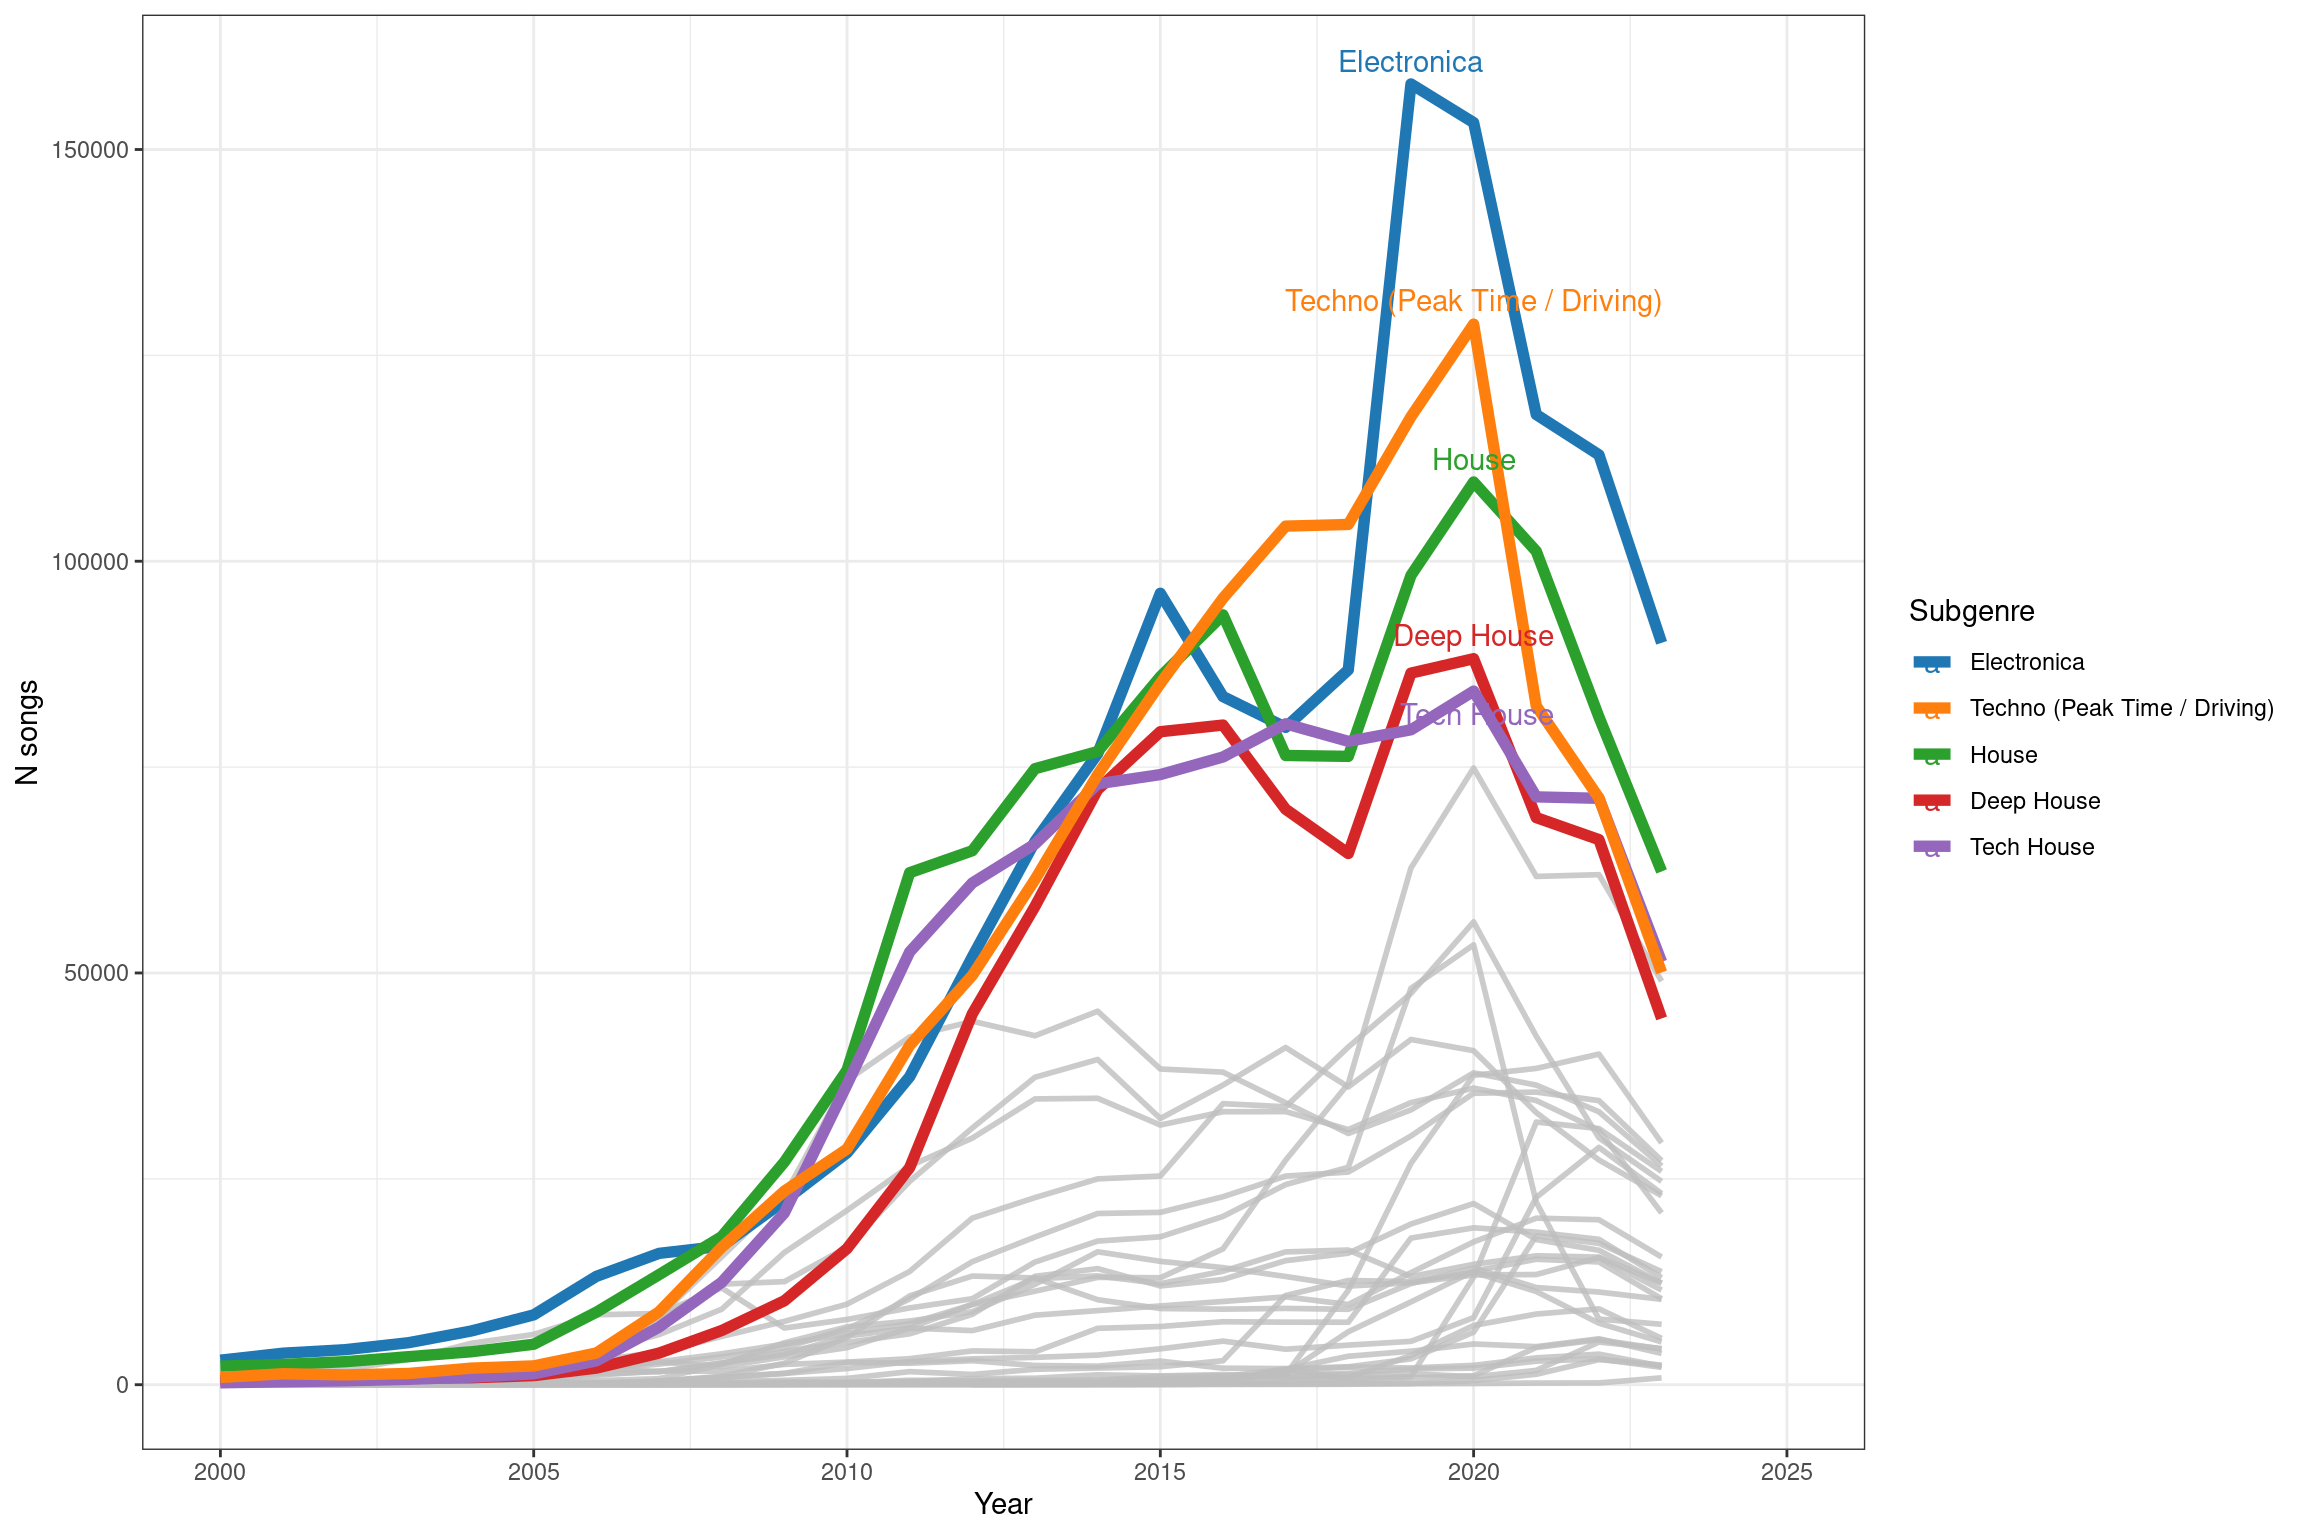 Electronica
150000
Techno (Peak Time / Driving)
House
100000
Deep House
Tech House
50000
0
N songs
2000 2005 2010 2015 2020 2025
Year
Subgenre
a Electronica
a Techno (Peak Time / Driving)
a House
a Deep House
a Tech House